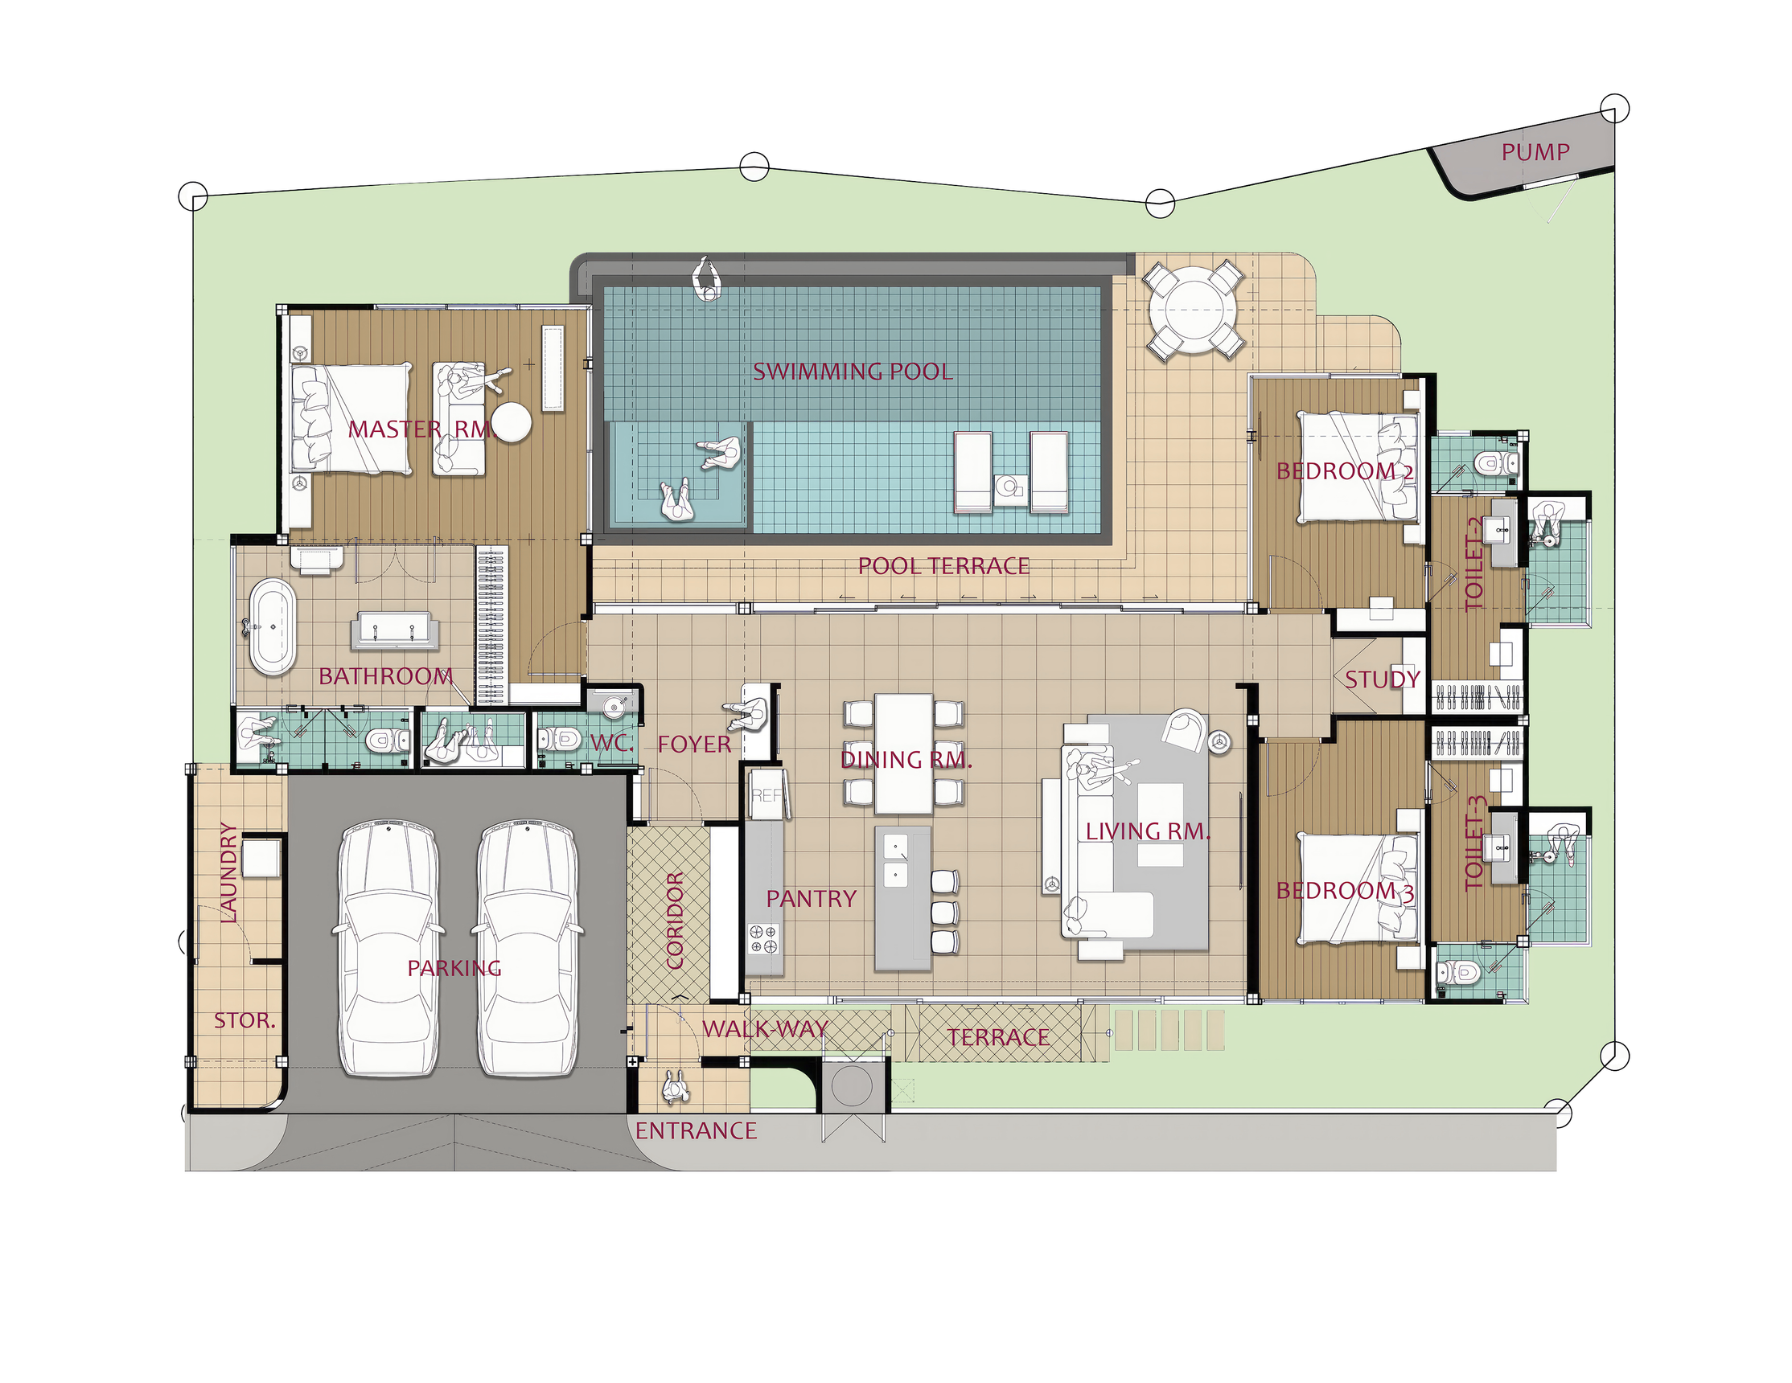 PUMP
SWIMMING POOL
MASTER RM.
BEDROOM 2
POOL TERRACE
TOILET-2
BATHROOM
STUDY
WC.
FOYER
DINING RM.
REF
LIVING RM.
LAUNDRY
PANTRY
BEDROOM 3
TOILET-3
CORIDOR
PARKING
STOR.
WALK-WAY
TERRACE
ENTRANCE